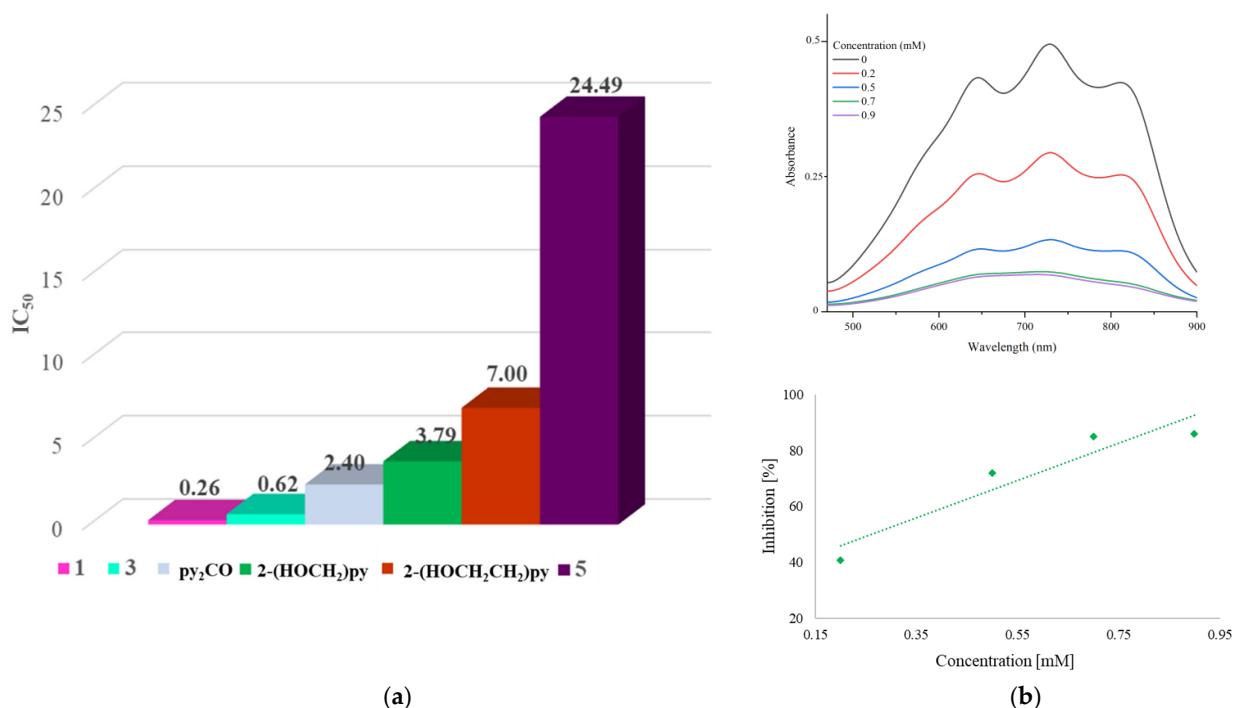 25
20
15
10
5
0
IC₅₀
0.26
0.62
2.40
3.79
7.00
24.49
1 3 py₂CO 2-(HOCH₂)py 2-(HOCH₂CH₂)py 5
(a)
Concentration (mM)
0
0.2
0.5
0.7
0.9
0.5
0.25
0
Absorbance
500 600 700 800 900
Wavelength (nm)
100
80
60
40
20
Inhibition [%]
0.15 0.35 0.55 0.75 0.95
Concentration [mM]
(b)